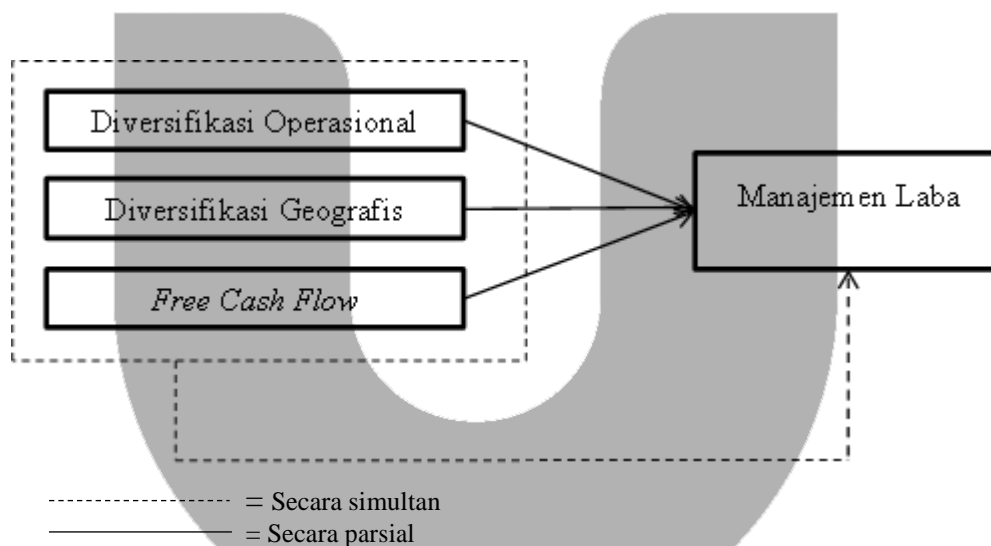 Diversifikasi Operasional
Diversifikasi Geografis
Free Cash Flow
Manajemen Laba
= Secara simultan
= Secara parsial